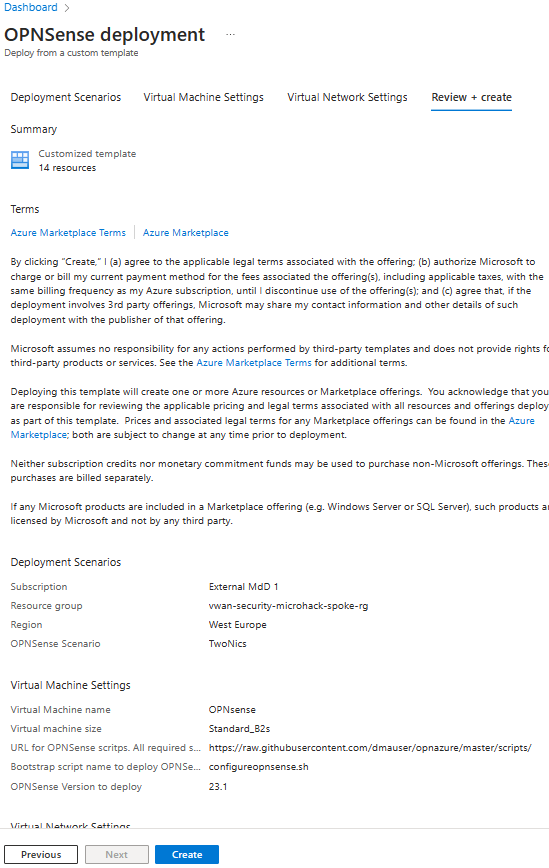 Dashboard >
OPNSense deployment ...
Deploy from a custom template
Deployment Scenarios Virtual Machine Settings Virtual Network Settings Review + create
Summary
Customized template
14 resources
Terms
Azure Marketplace Terms | Azure Marketplace
By clicking "Create," I (a) agree to the applicable legal terms associated with the offering; (b) authorize Microsoft to
charge or bill my current payment method for the fees associated the offering(s), including applicable taxes, with the
same billing frequency as my Azure subscription, until I discontinue use of the offering(s); and (c) agree that, if the
deployment involves 3rd party offerings, Microsoft may share my contact information and other details of such
deployment with the publisher of that offering.
Microsoft assumes no responsibility for any actions performed by third-party templates and does not provide rights fo
third-party products or services. See the Azure Marketplace Terms for additional terms.
Deploying this template will create one or more Azure resources or Marketplace offerings. You acknowledge that you
are responsible for reviewing the applicable pricing and legal terms associated with all resources and offerings deploy
as part of this template. Prices and associated legal terms for any Marketplace offerings can be found in the Azure
Marketplace; both are subject to change at any time prior to deployment.
Neither subscription credits nor monetary commitment funds may be used to purchase non-Microsoft offerings. These
purchases are billed separately.
If any Microsoft products are included in a Marketplace offering (e.g. Windows Server or SQL Server), such products ar
licensed by Microsoft and not by any third party.
Deployment Scenarios
Subscription External MdD 1
Resource group vwan-security-microhack-spoke-rg
Region West Europe
OPNSense Scenario TwoNics
Virtual Machine Settings
Virtual Machine name OPNsense
Virtual machine size Standard_B2s
URL for OPNSense scritps. All required s... https://raw.githubusercontent.com/dmauser/opnazure/master/scripts/
Bootstrap script name to deploy OPNSe... configureopnsense.sh
OPNSense Version to deploy 23.1
Virtual Network Settings
Previous Next Create